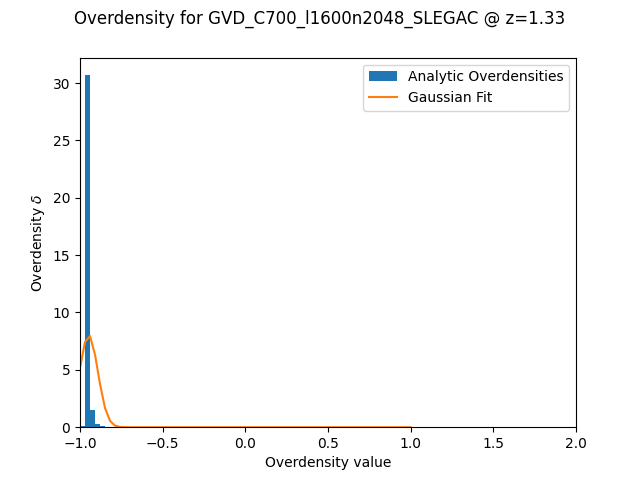 Overdensity for GVD_C700_l1600n2048_SLEGAC @ z=1.33
Analytic Overdensities
Gaussian Fit
Overdensity δ
30
25
20
15
10
5
0
−1.0 −0.5 0.0 0.5 1.0 1.5 2.0
Overdensity value